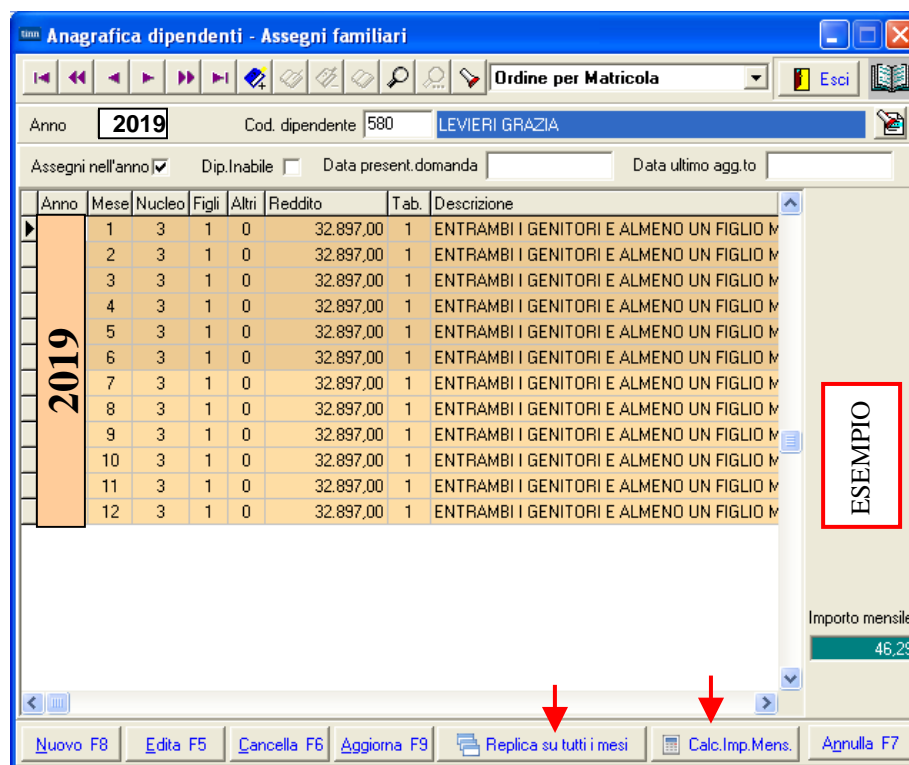 tinn Anagrafica dipendenti - Assegni familiari
Ordine per Matricola Esci
Anno 2019 Cod. dipendente 580 LEVIERI GRAZIA
Assegni nell'anno Dip.Inabile Data present.domanda Data ultimo agg.to
Anno Mese Nucleo Figli Altri Reddito Tab. Descrizione
1 3 1 0 32.897,00 1 ENTRAMBI I GENITORI E ALMENO UN FIGLIO M
2 3 1 0 32.897,00 1 ENTRAMBI I GENITORI E ALMENO UN FIGLIO M
3 3 1 0 32.897,00 1 ENTRAMBI I GENITORI E ALMENO UN FIGLIO M
4 3 1 0 32.897,00 1 ENTRAMBI I GENITORI E ALMENO UN FIGLIO M
5 3 1 0 32.897,00 1 ENTRAMBI I GENITORI E ALMENO UN FIGLIO M
6 3 1 0 32.897,00 1 ENTRAMBI I GENITORI E ALMENO UN FIGLIO M
7 3 1 0 32.897,00 1 ENTRAMBI I GENITORI E ALMENO UN FIGLIO M
8 3 1 0 32.897,00 1 ENTRAMBI I GENITORI E ALMENO UN FIGLIO M
9 3 1 0 32.897,00 1 ENTRAMBI I GENITORI E ALMENO UN FIGLIO M
10 3 1 0 32.897,00 1 ENTRAMBI I GENITORI E ALMENO UN FIGLIO M
11 3 1 0 32.897,00 1 ENTRAMBI I GENITORI E ALMENO UN FIGLIO M
12 3 1 0 32.897,00 1 ENTRAMBI I GENITORI E ALMENO UN FIGLIO M
2019
ESEMPIO
Importo mensile
46,29
Nuovo F8 Edita F5 Cancella F6 Aggiorna F9 Replica su tutti i mesi Calc.Imp.Mens. Annulla F7